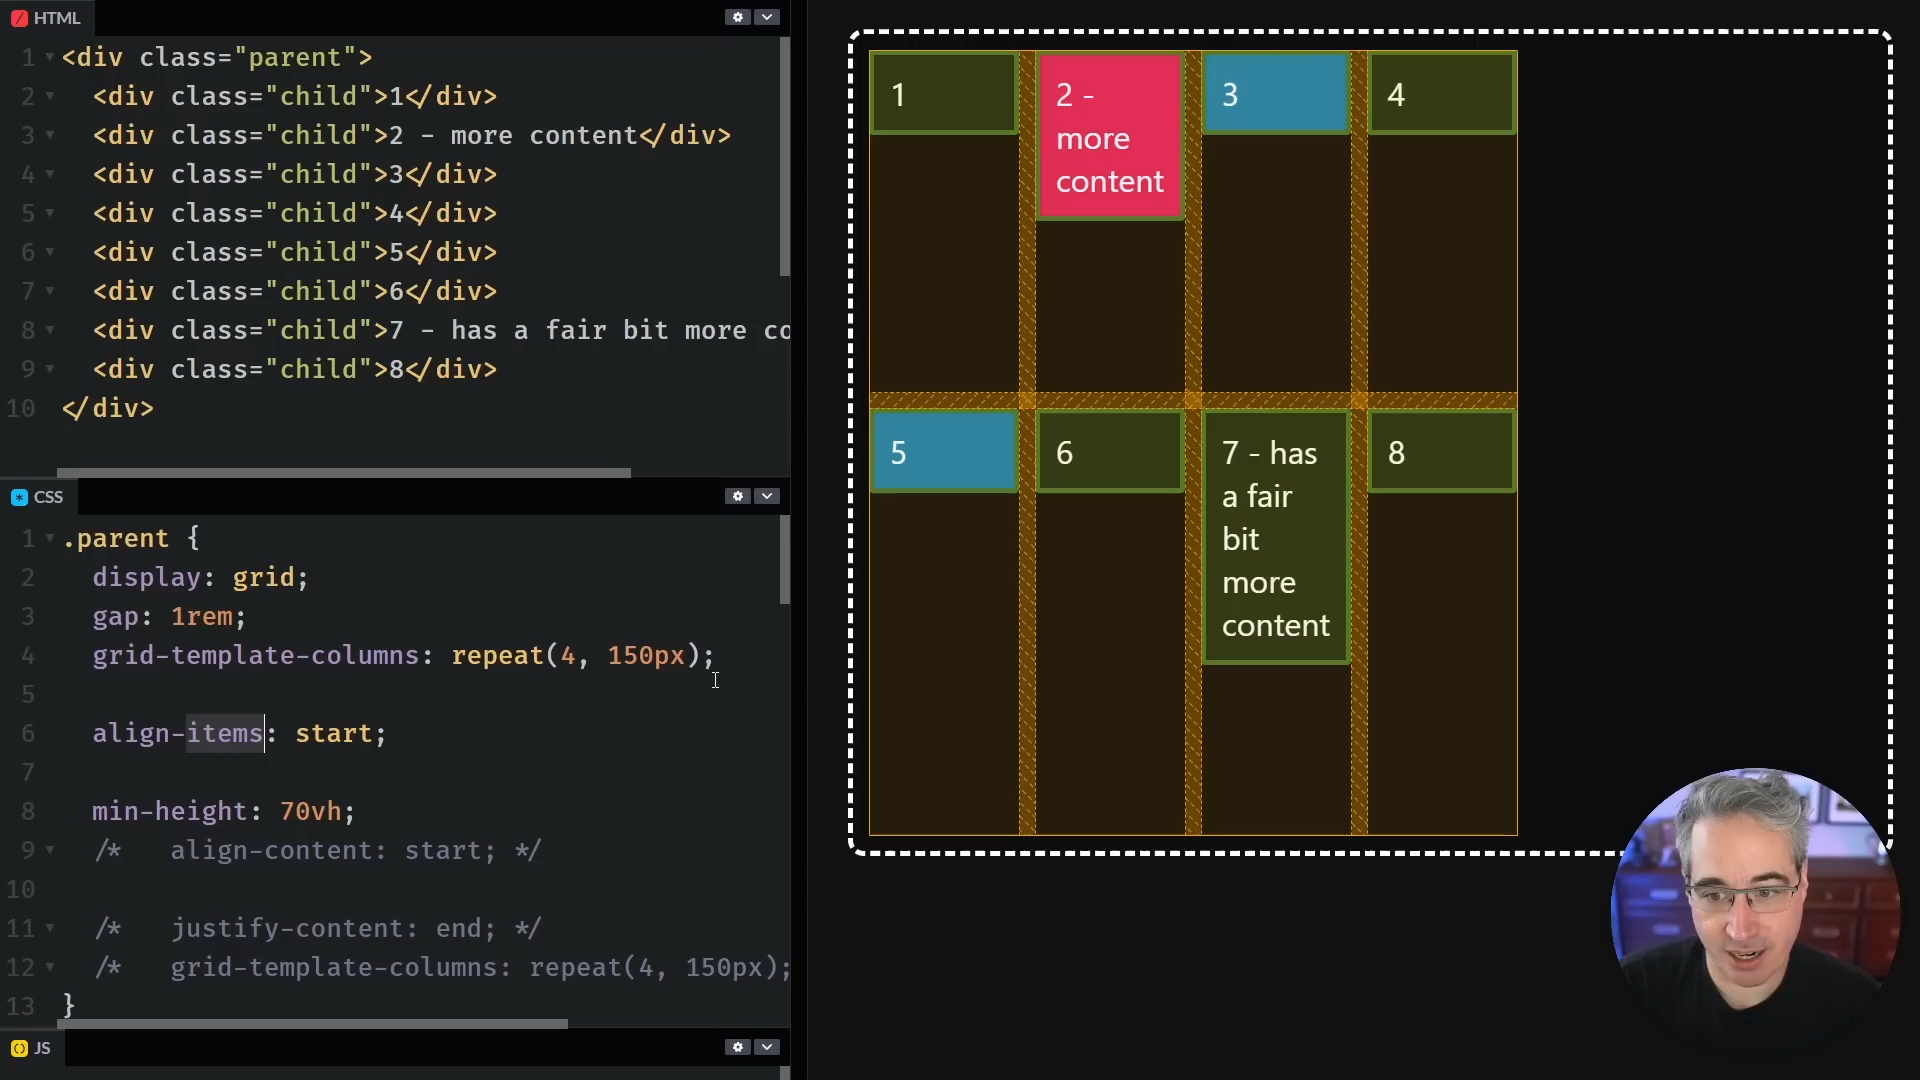 HTML
1 <div class="parent">
2 <div class="child">1</div>
3 <div class="child">2 - more content</div>
4 <div class="child">3</div>
5 <div class="child">4</div>
6 <div class="child">5</div>
7 <div class="child">6</div>
8 <div class="child">7 - has a fair bit more co
9 <div class="child">8</div>
10 </div>
CSS
1 .parent {
2 display: grid;
3 gap: 1rem;
4 grid-template-columns: repeat(4, 150px);
5
6 align-items: start;
7
8 min-height: 70vh;
9 /* align-content: start; */
10
11 /* justify-content: end; */
12 /* grid-template-columns: repeat(4, 150px);
13 }
JS
1
2 -
more
content
3
4
5
6
7 - has
a fair
bit
more
content
8